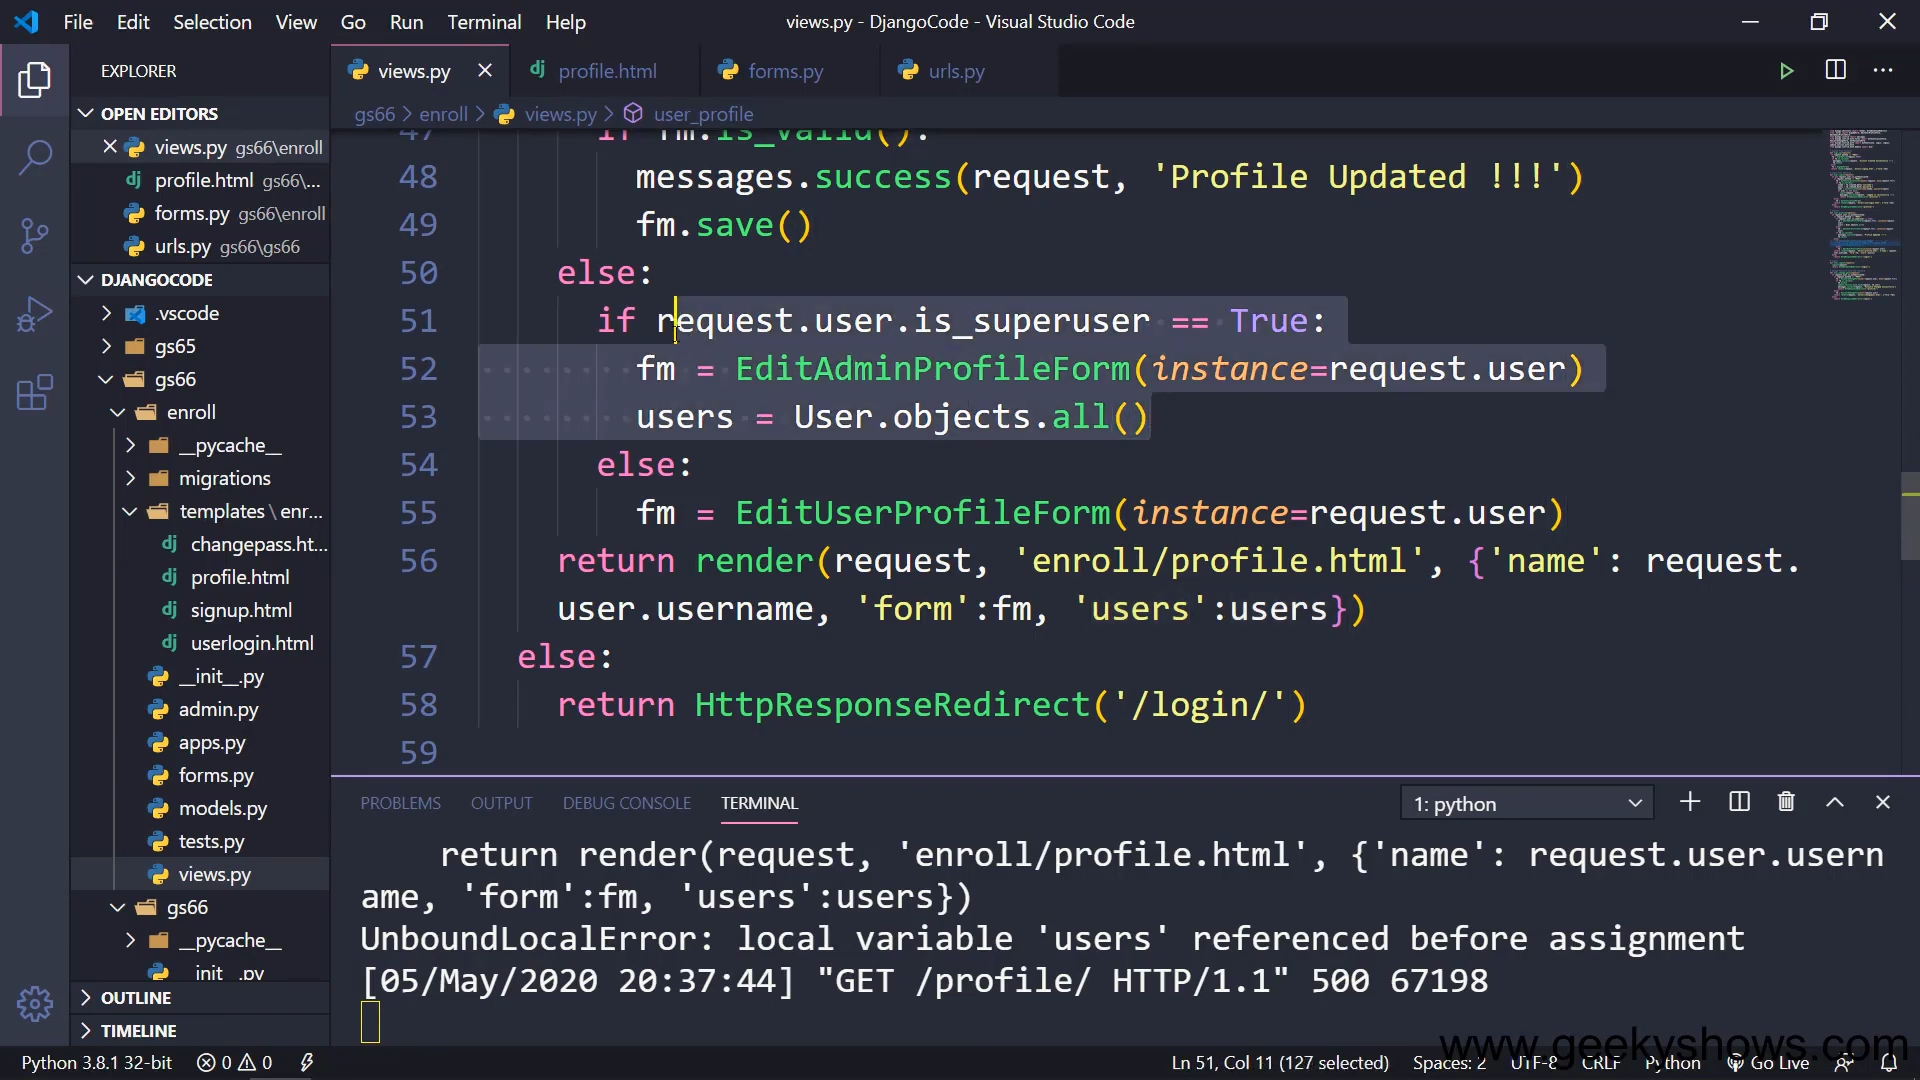 File Edit Selection View Go Run Terminal Help
views.py - DjangoCode - Visual Studio Code
EXPLORER
views.py
profile.html
forms.py
urls.py
OPEN EDITORS
gs66 > enroll > views.py > user_profile
views.py gs66\enroll
profile.html gs66\...
forms.py gs66\enroll
urls.py gs66\gs66
DJANGOCODE
.vscode
gs65
gs66
enroll
__pycache__
migrations
templates \ enr...
changepass.ht...
profile.html
signup.html
userlogin.html
__init__.py
admin.py
apps.py
forms.py
models.py
tests.py
views.py
gs66
__pycache__
__init__.py
OUTLINE
TIMELINE
47 if fm.is_valid():
48 messages.success(request, 'Profile Updated !!!')
49 fm.save()
50 else:
51 if request.user.is_superuser == True:
52 fm = EditAdminProfileForm(instance=request.user)
53 users = User.objects.all()
54 else:
55 fm = EditUserProfileForm(instance=request.user)
56 return render(request, 'enroll/profile.html', {'name': request.
user.username, 'form':fm, 'users':users})
57 else:
58 return HttpResponseRedirect('/login/')
59
PROBLEMS OUTPUT DEBUG CONSOLE TERMINAL
1: python
return render(request, 'enroll/profile.html', {'name': request.user.usern
ame, 'form':fm, 'users':users})
UnboundLocalError: local variable 'users' referenced before assignment
[05/May/2020 20:37:44] "GET /profile/ HTTP/1.1" 500 67198
www.geekyshows.com
Python 3.8.1 32-bit 0 0
Ln 51, Col 11 (127 selected) Spaces: 2 UTF-8 CRLF Python Go Live